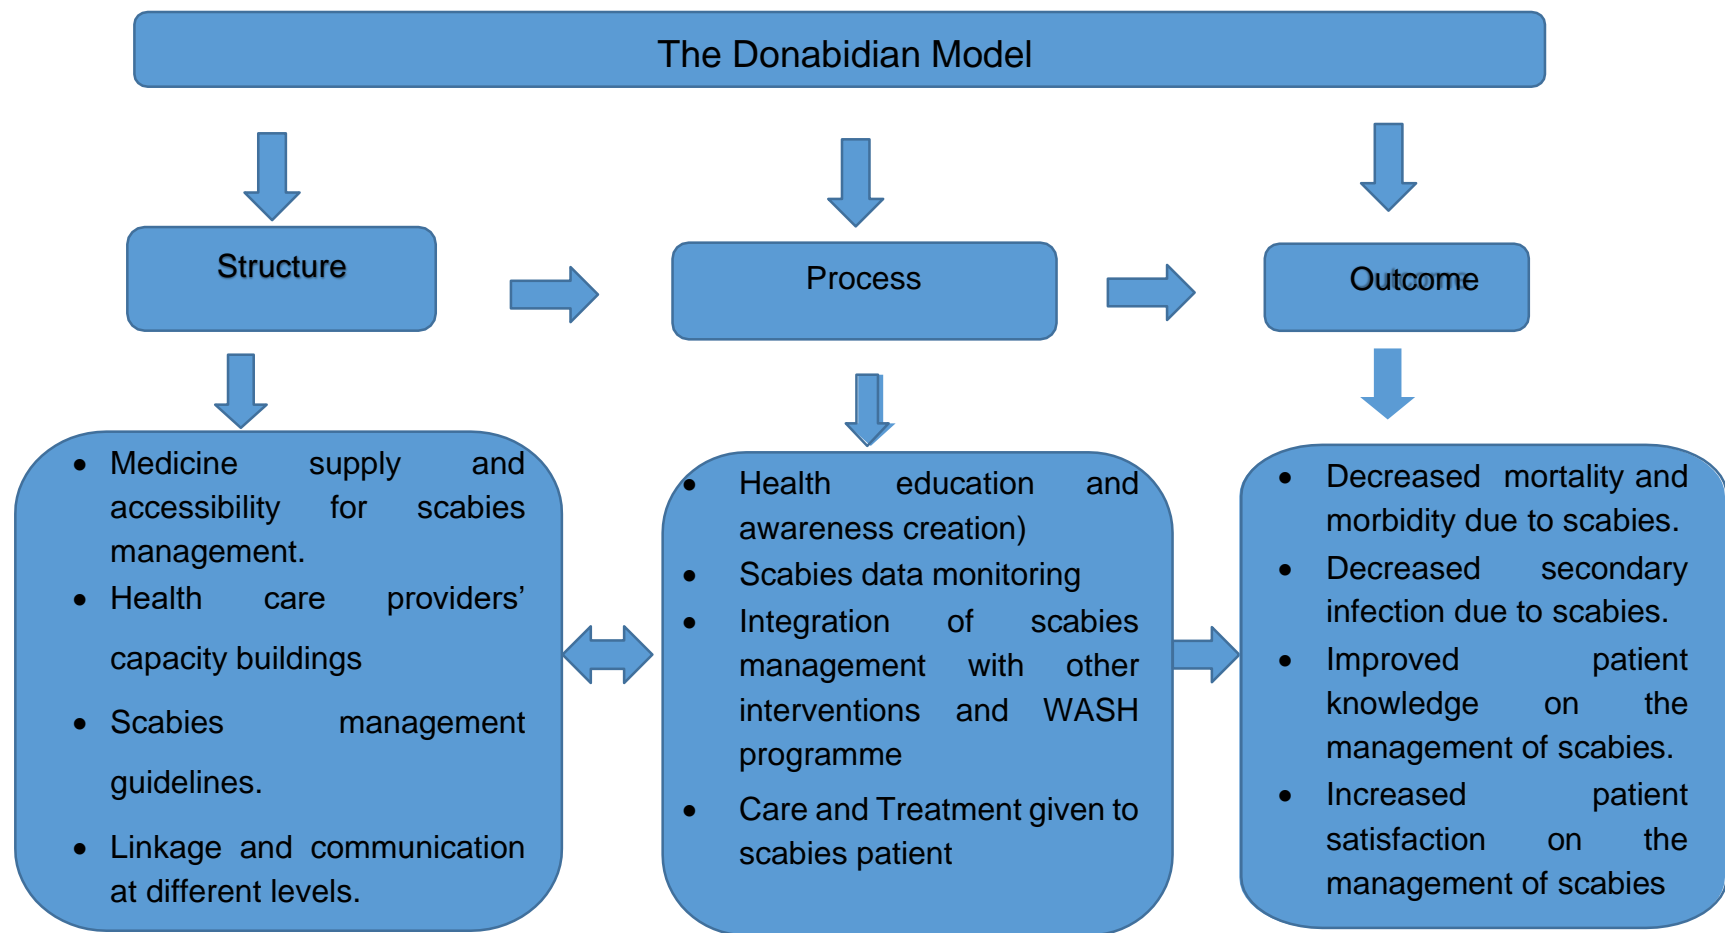 The Donabidian Model
Structure
Process
Outcome
• Medicine supply and
accessibility for scabies
management.
• Health care providers’
capacity buildings
• Scabies management
guidelines.
• Linkage and communication
at different levels.
• Health education and
awareness creation)
• Scabies data monitoring
• Integration of scabies
management with other
interventions and WASH
programme
• Care and Treatment given to
scabies patient
• Decreased mortality and
morbidity due to scabies.
• Decreased secondary
infection due to scabies.
• Improved patient
knowledge on the
management of scabies.
• Increased patient
satisfaction on the
management of scabies